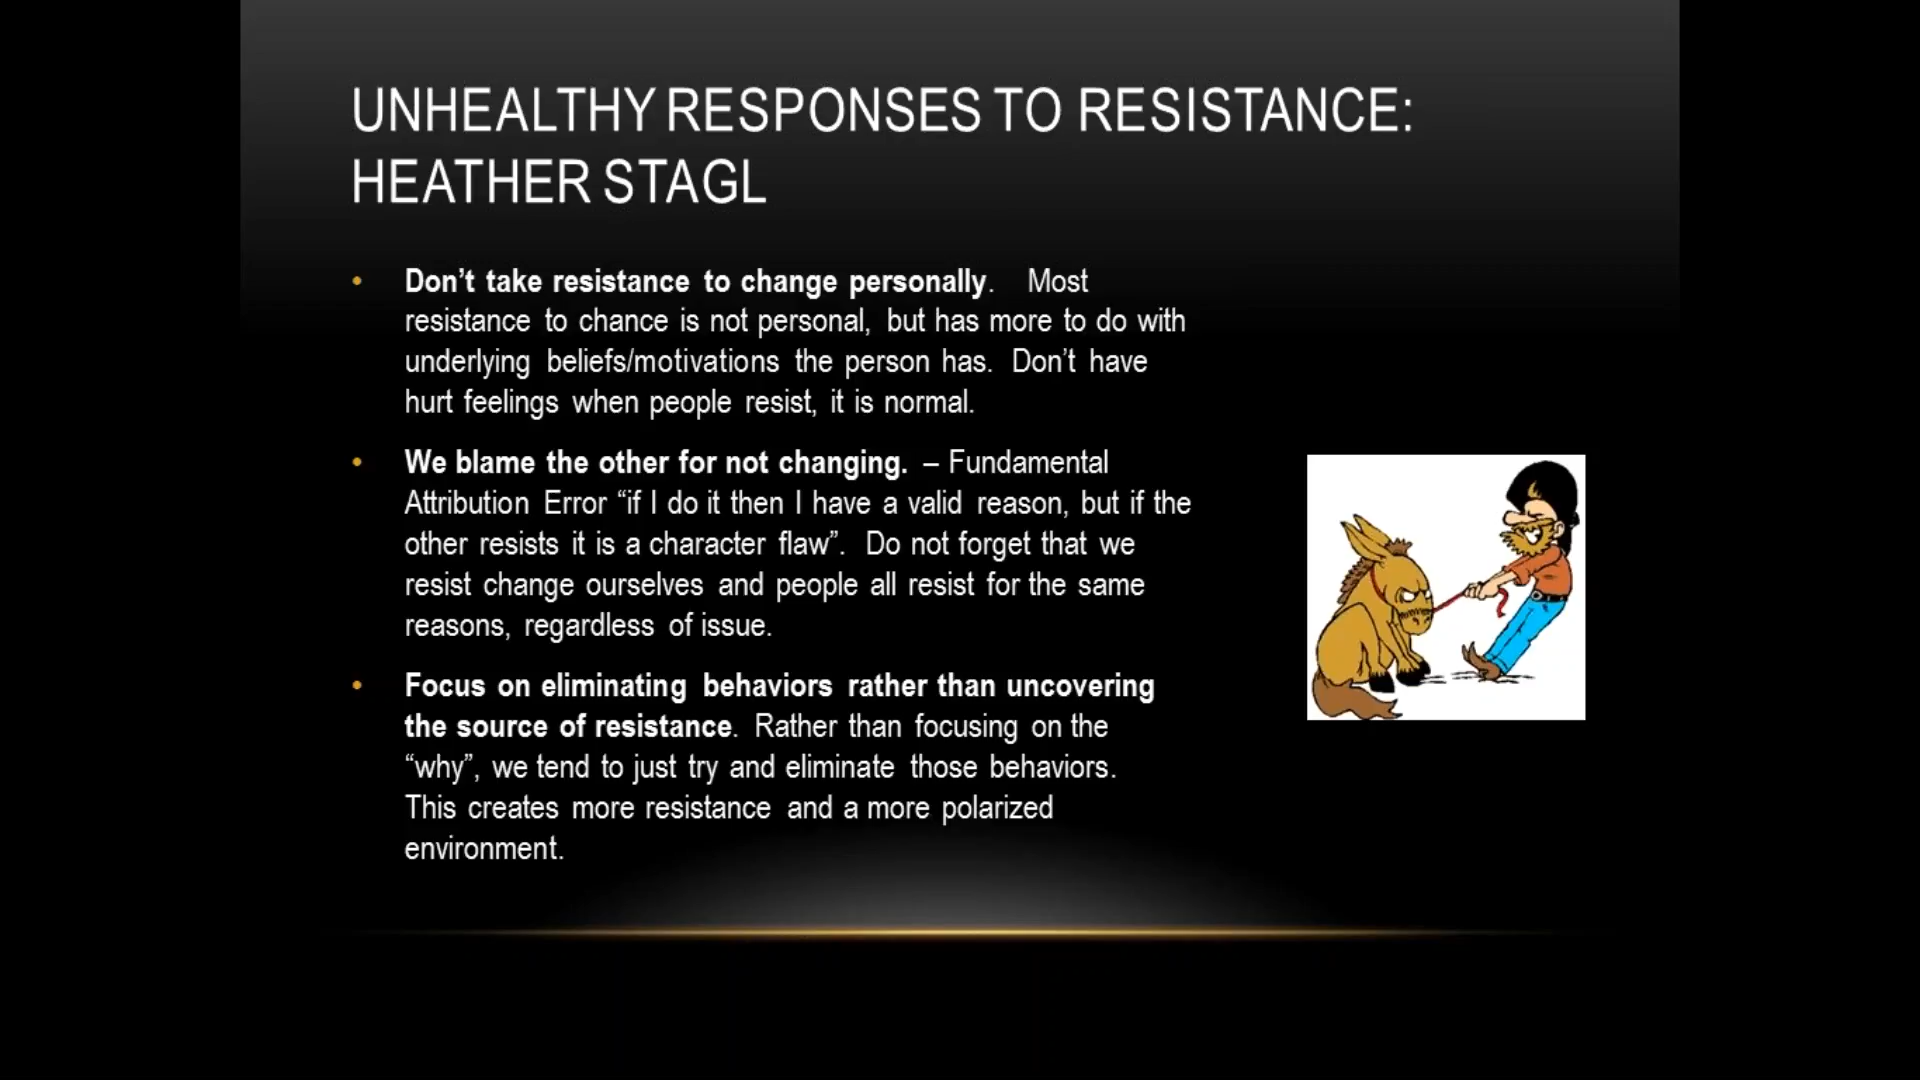 UNHEALTHY RESPONSES TO RESISTANCE:
HEATHER STAGL
• Don’t take resistance to change personally. Most
resistance to chance is not personal, but has more to do with
underlying beliefs/motivations the person has. Don’t have
hurt feelings when people resist, it is normal.
• We blame the other for not changing. – Fundamental
Attribution Error “if I do it then I have a valid reason, but if the
other resists it is a character flaw”. Do not forget that we
resist change ourselves and people all resist for the same
reasons, regardless of issue.
• Focus on eliminating behaviors rather than uncovering
the source of resistance. Rather than focusing on the
“why”, we tend to just try and eliminate those behaviors.
This creates more resistance and a more polarized
environment.